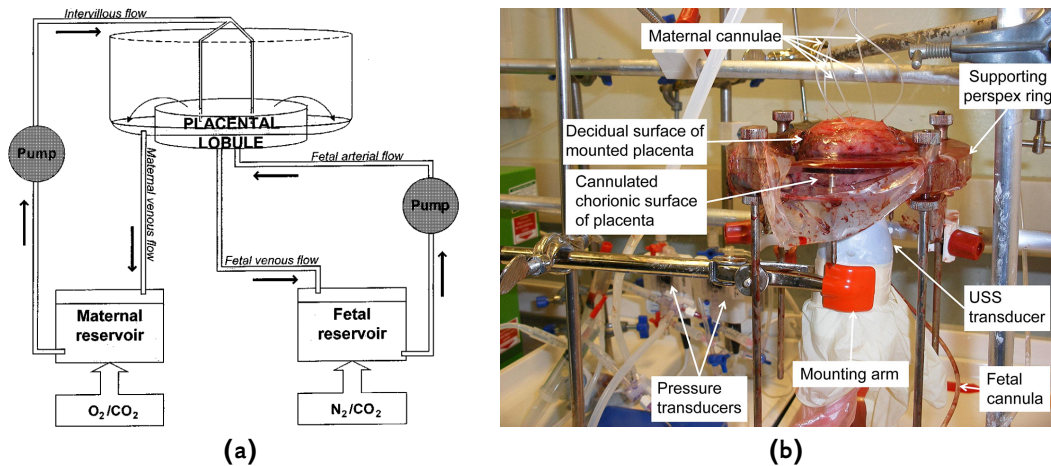 Intervillous flow
PLACENTAL
LOBULE
Pump
Maternal venous flow
Fetal arterial flow
Pump
Fetal venous flow
Maternal
reservoir
Fetal
reservoir
O2/CO2
N2/CO2
(a)
Maternal cannulae
Supporting
perspex ring
Decidual surface of
mounted placenta
Cannulated
chorionic surface
of placenta
USS
transducer
Mounting arm
Pressure
transducers
Fetal
cannula
(b)